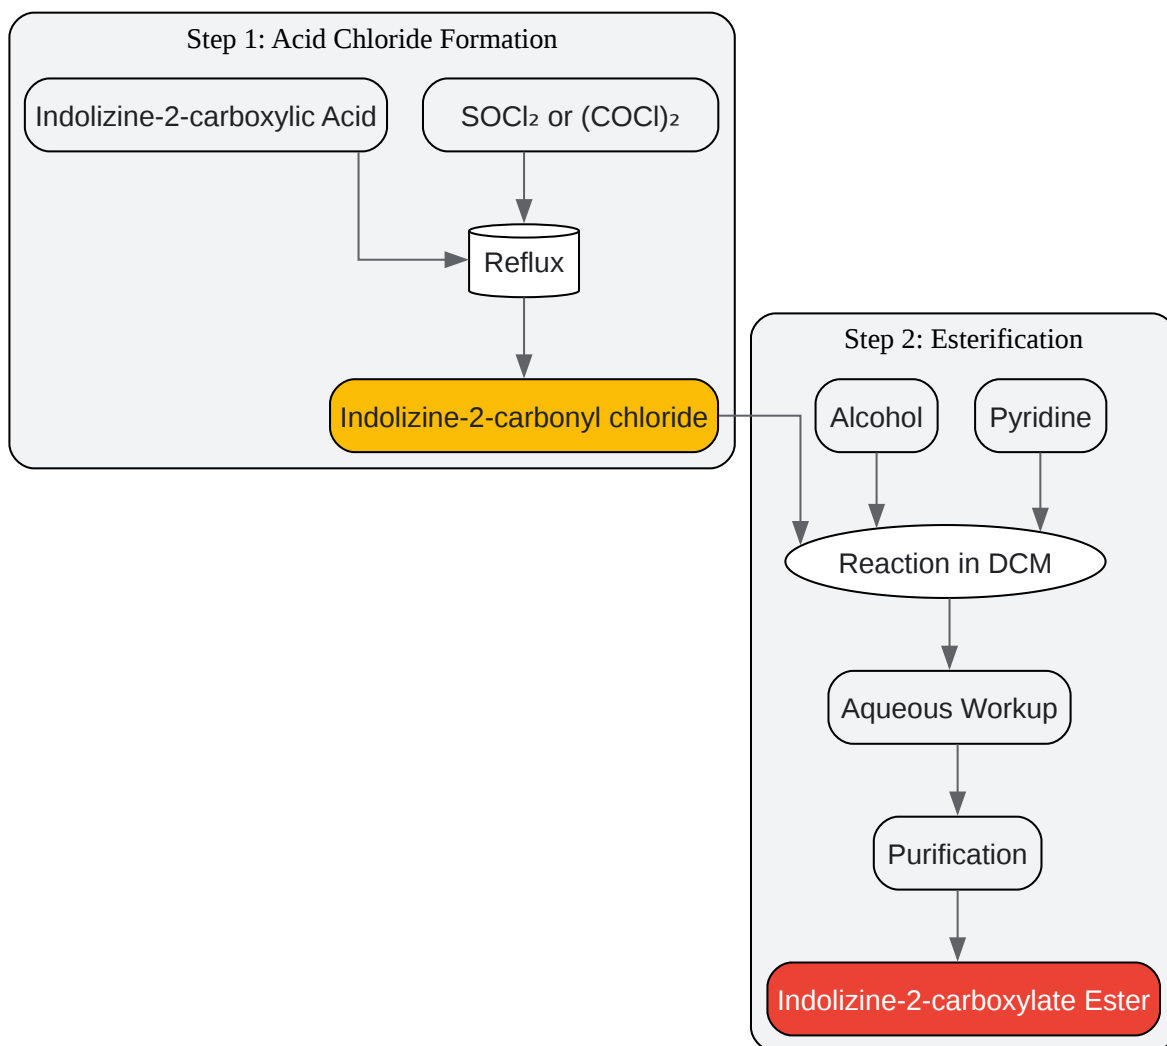 Step 1: Acid Chloride Formation
Indolizine-2-carboxylic Acid
SOCl₂ or (COCl)₂
Reflux
Indolizine-2-carbonyl chloride
Step 2: Esterification
Alcohol
Pyridine
Reaction in DCM
Aqueous Workup
Purification
Indolizine-2-carboxylate Ester